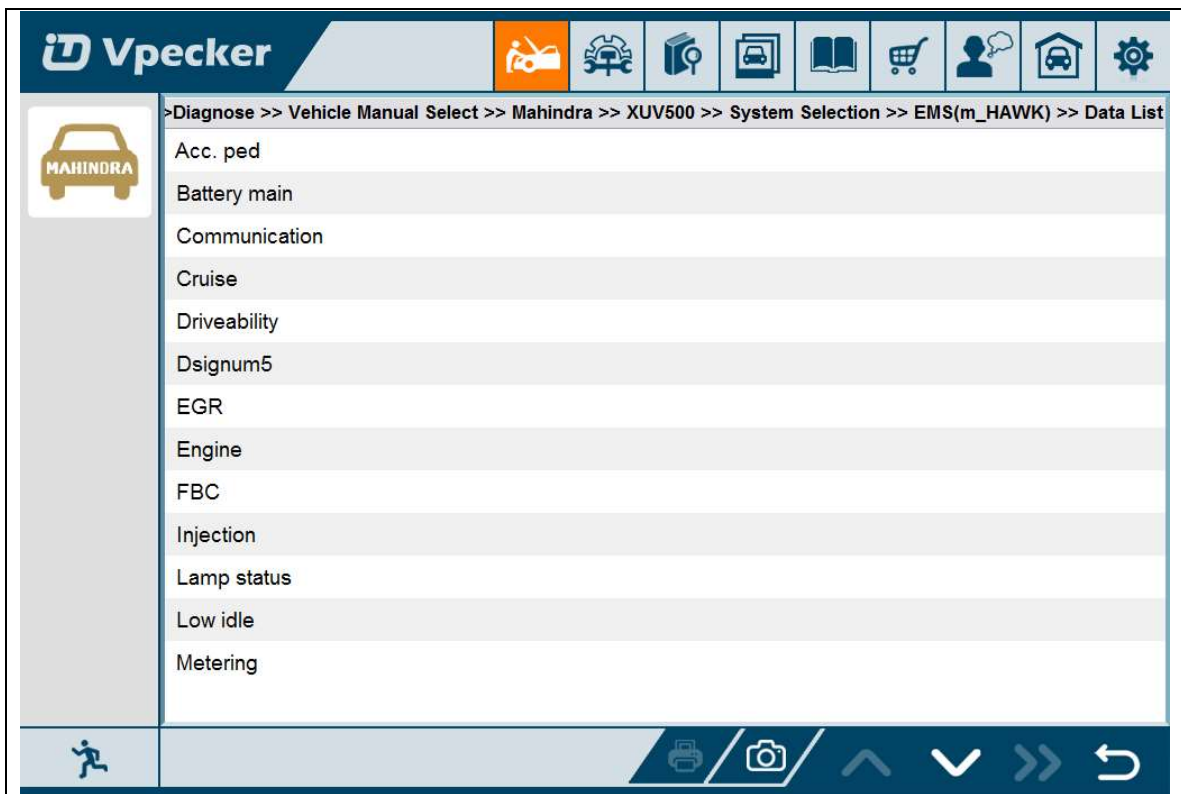 Vpecker
>Diagnose >> Vehicle Manual Select >> Mahindra >> XUV500 >> System Selection >> EMS(m_HAWK) >> Data List
MAHINDRA
Acc. ped
Battery main
Communication
Cruise
Driveability
Dsignum5
EGR
Engine
FBC
Injection
Lamp status
Low idle
Metering